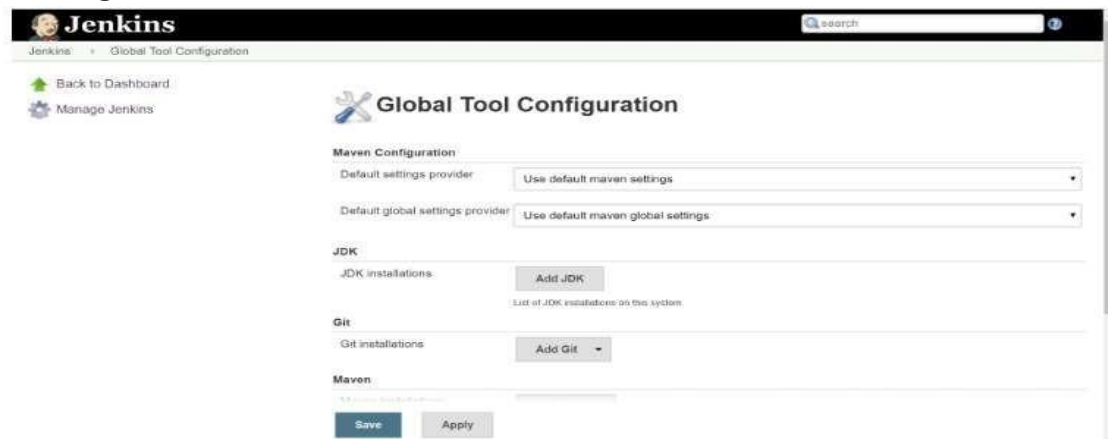 Jenkins
search
Jenkins Global Tool Configuration
Back to Dashboard
Manage Jenkins
Global Tool Configuration
Maven Configuration
Default settings provider
Use default maven settings
Default global settings provider
Use default maven global settings
JDK
JDK installations
Add JDK
List of JDK installations on this system
Git
Git installations
Add Git
Maven
Save
Apply